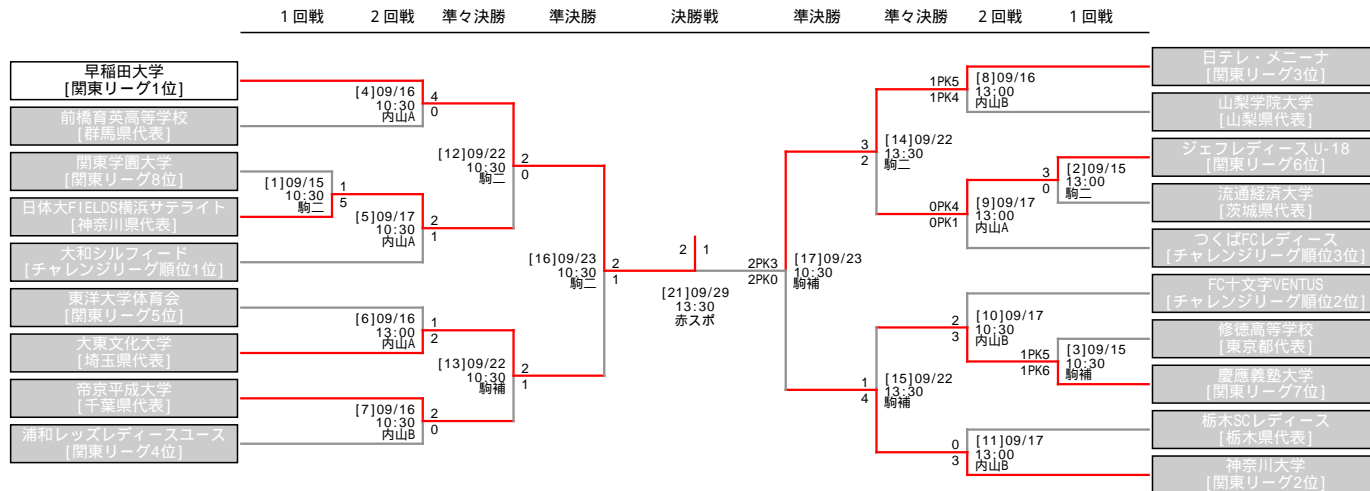 1回戦 2回戦 準々決勝 準決勝 決勝戦 準決勝 準々決勝 2回戦 1回戦
早稲田大学
[関東リーグ1位]
前橋育英高等学校
[群馬県代表]
関東学園大学
[関東リーグ8位]
日体大FIELDS横浜サテライト
[神奈川県代表]
大和シルフィード
[チャレンジリーグ順位1位]
東洋大学体育会
[関東リーグ5位]
大東文化大学
[埼玉県代表]
帝京平成大学
[千葉県代表]
浦和レッズレディースユース
[関東リーグ4位]
[1]09/15
10:30
駒二
1
5
[4]09/16
10:30
内山A
4
0
[5]09/17
10:30
内山A
2
1
[6]09/16
13:00
内山A
1
2
[7]09/16
10:30
内山B
2
0
[12]09/22
10:30
駒二
2
0
[13]09/22
10:30
駒補
2
1
[16]09/23
10:30
駒二
2
1
2 1
[21]09/29
13:30
赤スポ
2PK3
2PK0
[17]09/23
10:30
駒補
3
2
[14]09/22
13:30
駒二
1
4
[15]09/22
13:30
駒補
1PK5
1PK4
[8]09/16
13:00
内山B
0PK4
0PK1
[9]09/17
13:00
内山A
2
3
[10]09/17
10:30
内山B
0
3
[11]09/17
13:00
内山B
3
0
[2]09/15
13:00
駒二
1PK5
1PK6
[3]09/15
10:30
駒補
日テレ・メニーナ
[関東リーグ3位]
山梨学院大学
[山梨県代表]
ジェフレディース U-18
[関東リーグ6位]
流通経済大学
[茨城県代表]
つくばFCレディース
[チャレンジリーグ順位3位]
FC十文字VENTUS
[チャレンジリーグ順位2位]
修徳高等学校
[東京都代表]
慶應義塾大学
[関東リーグ7位]
栃木SCレディース
[栃木県代表]
神奈川大学
[関東リーグ2位]